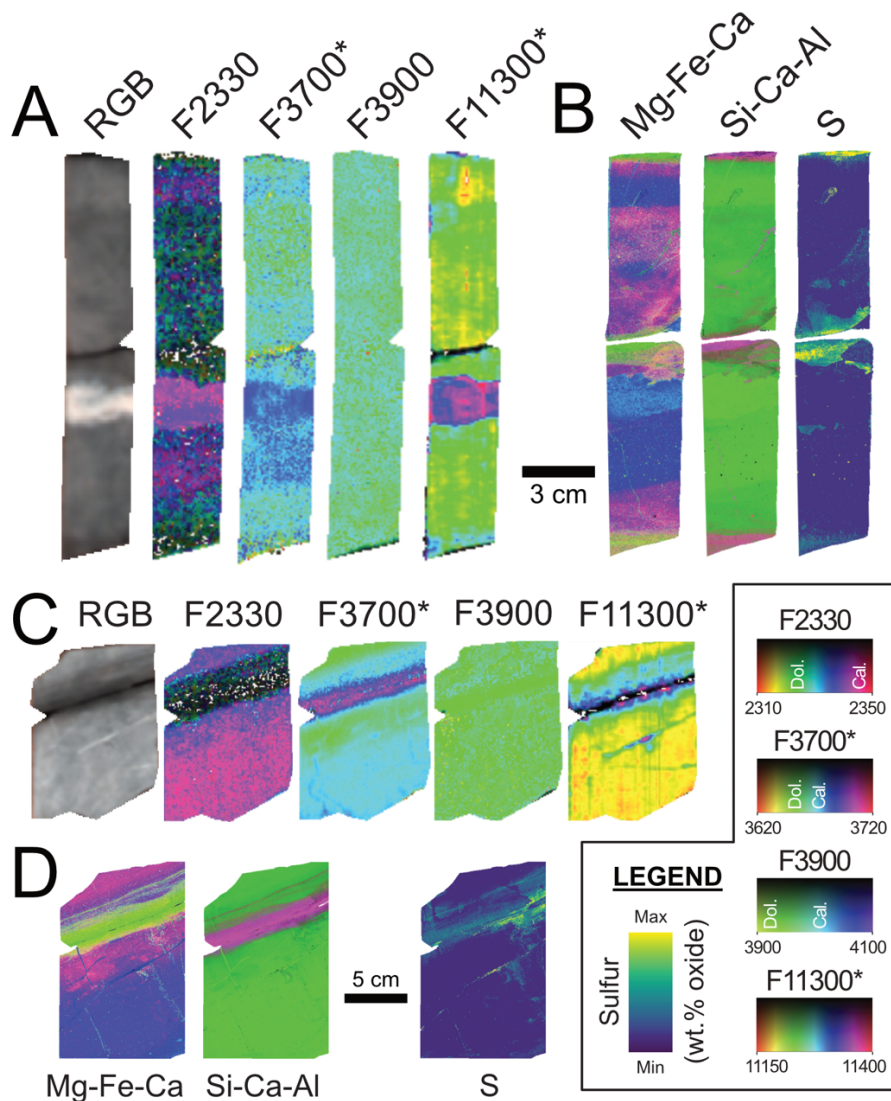 A
RGB
F2330
F3700*
F3900
F11300*
B
Mg-Fe-Ca
Si-Ca-Al
S
3 cm
C
RGB
F2330
F3700*
F3900
F11300*
D
5 cm
Mg-Fe-Ca
Si-Ca-Al
S
LEGEND
Max
Sulfur
(wt.% oxide)
Min
F2330
Dol.
Cal.
2310
2350
F3700*
Dol.
Cal.
3620
3720
F3900
Dol.
Cal.
3900
4100
F11300*
11150
11400